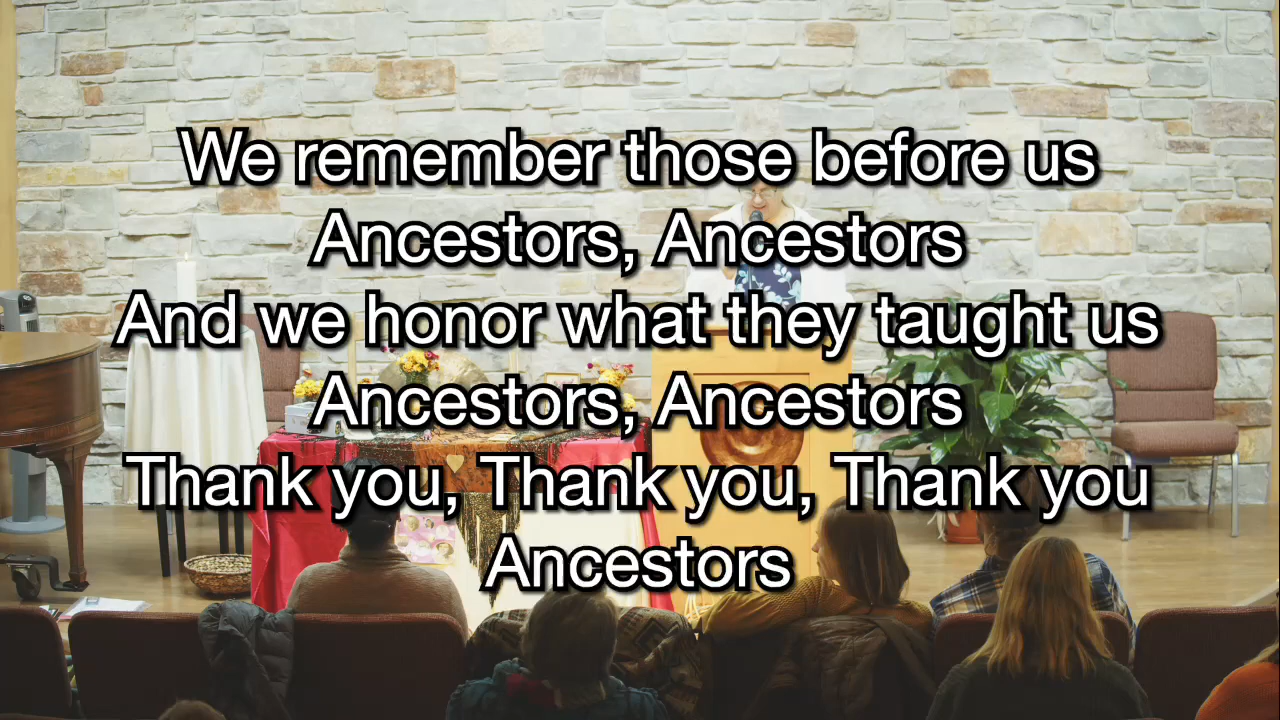 We remember those before us
Ancestors, Ancestors
And we honor what they taught us
Ancestors, Ancestors
Thank you, Thank you, Thank you
Ancestors